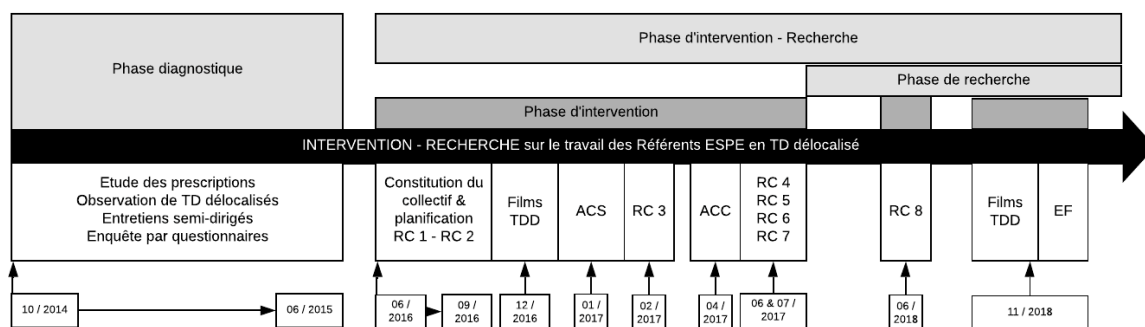 Phase d'intervention - Recherche
Phase diagnostique
Phase de recherche
Phase d'intervention
INTERVENTION - RECHERCHE sur le travail des Référents ESPE en TD délocalisé
Etude des prescriptions
Observation de TD délocalisés
Entretiens semi-dirigés
Enquête par questionnaires
Constitution du
collectif &
planification
RC 1 - RC 2
Films
TDD
ACS
RC 3
ACC
RC 4
RC 5
RC 6
RC 7
RC 8
Films
TDD
EF
10 / 2014
06 / 2015
06 /
2016
09 /
2016
12 /
2016
01 /
2017
02 /
2017
04 /
2017
06 & 07 /
2017
06 /
2018
11 / 2018